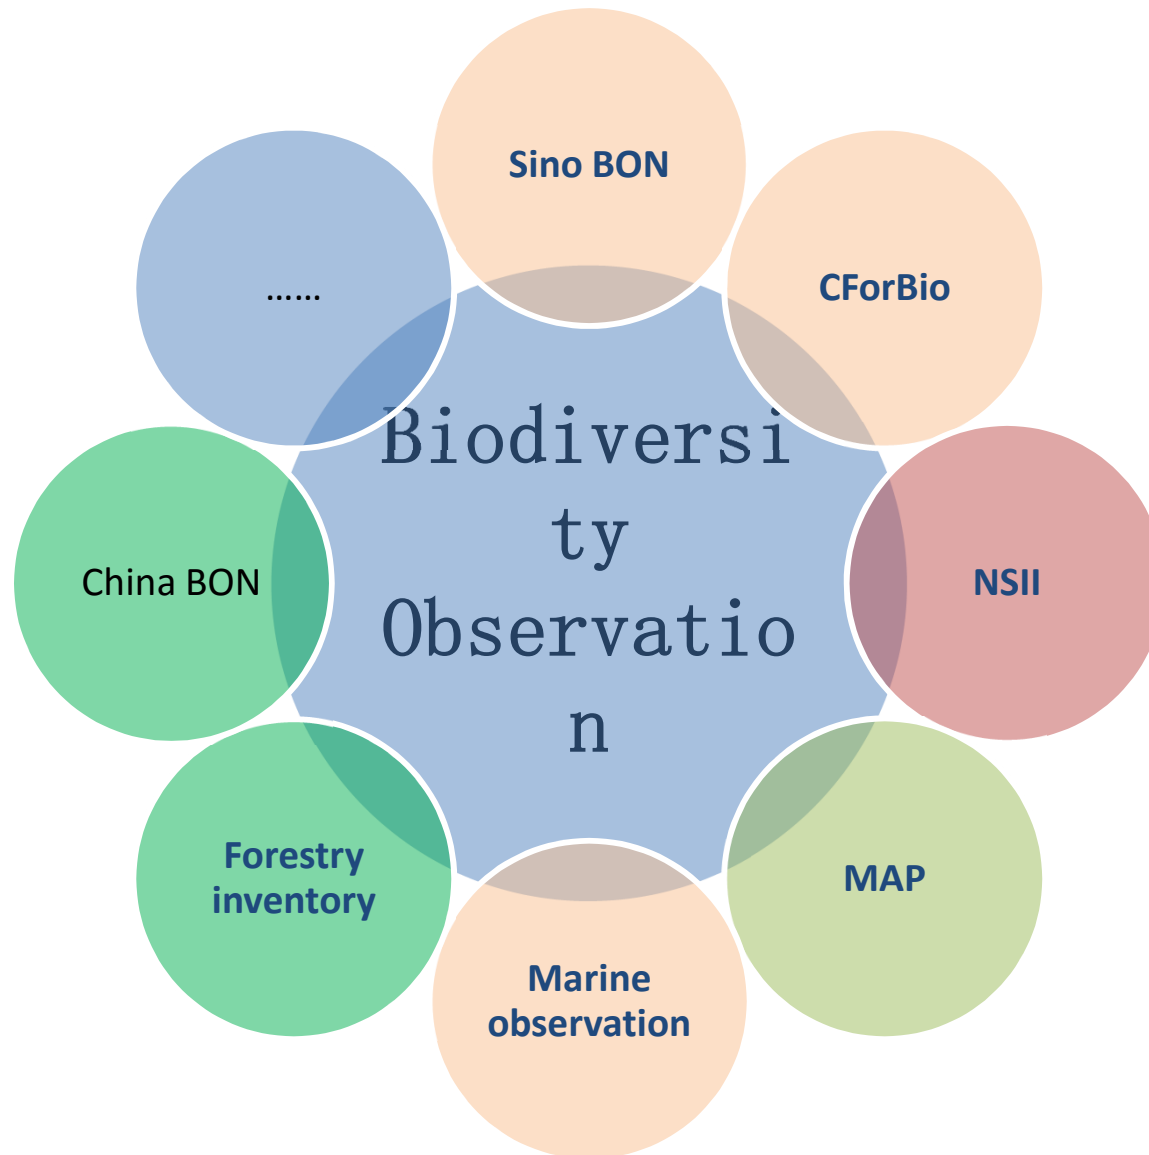 Sino BON
CForBio
NSII
MAP
Marine
observation
Forestry
inventory
China BON
......
Biodiversi
ty
Observatio
n